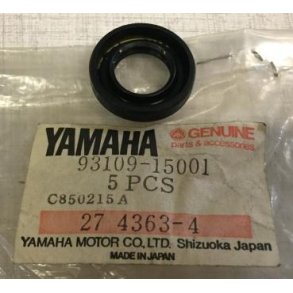 YAMAHA GENUINE
parts & accessories
93109-15001
5 PCS
C850215A
27 4363-4
YAMAHA MOTOR CO., LTD. Shizuoka Japan
MADE IN JAPAN